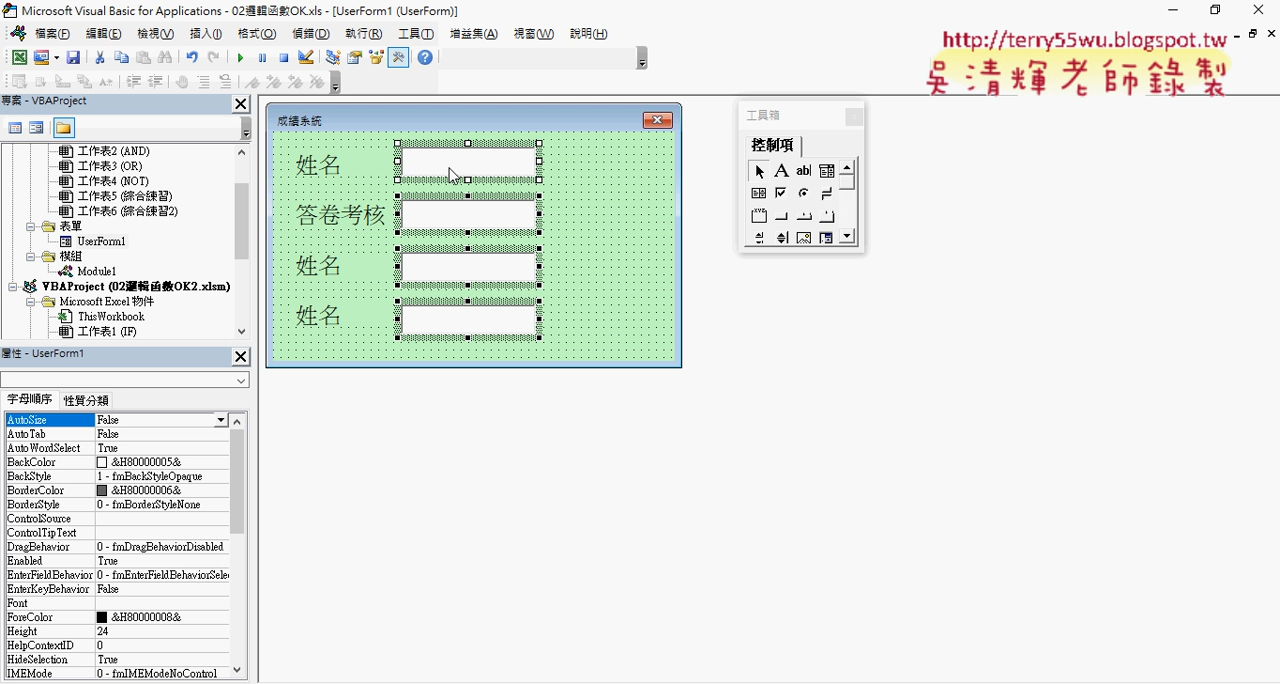 Microsoft Visual Basic for Applications - 02邏輯函數OK.xls - [UserForm1 (UserForm)]
檔案(F) 編輯(E) 檢視(V) 插入(I) 格式(O) 偵錯(D) 執行(R) 工具(T) 增益集(A) 視窗(W) 說明(H)
http://terry55wu.blogspot.tw
吳清輝老師錄製
專案 - VBAProject
工作表2 (AND)
工作表3 (OR)
工作表4 (NOT)
工作表5 (綜合練習)
工作表6 (綜合練習2)
表單
UserForm1
模組
Module1
VBAProject (02邏輯函數OK2.xlsm)
Microsoft Excel 物件
ThisWorkbook
工作表1 (IF)
屬性 - UserForm1
字母順序 性質分類
AutoSize False
AutoTab False
AutoWordSelect True
BackColor &H80000005&
BackStyle 1 - fmBackStyleOpaque
BorderColor &H80000006&
BorderStyle 0 - fmBorderStyleNone
ControlSource
ControlTipText
DragBehavior 0 - fmDragBehaviorDisabled
Enabled True
EnterFieldBehavior 0 - fmEnterFieldBehaviorSele
EnterKeyBehavior False
Font
ForeColor &H80000008&
Height 24
HelpContextID 0
HideSelection True
IMEMode 0 - fmIMEModeNoControl
成績系統
姓名
答卷考核
姓名
姓名
工具箱
控制項
A ab